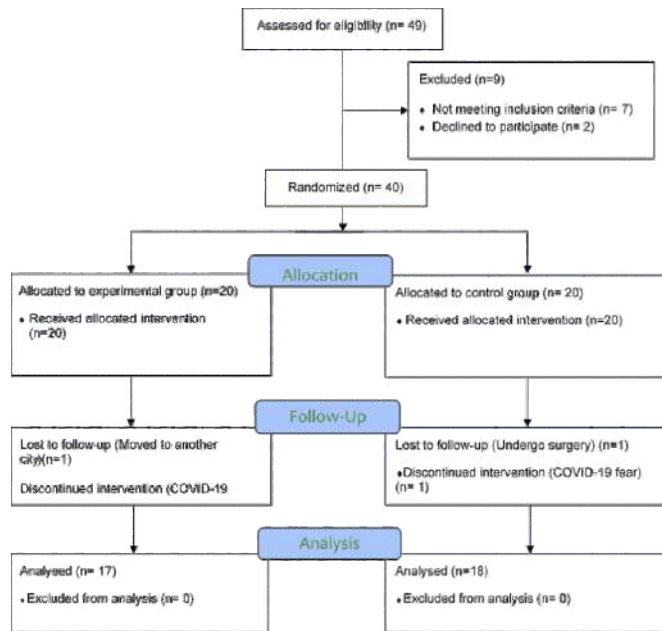 Assessed for eligibility (n= 49)
Excluded (n=9)
• Not meeting inclusion criteria (n= 7)
• Declined to participate (n= 2)
Randomized (n= 40)
Allocation
Allocated to experimental group (n=20)
• Received allocated intervention
(n=20)
Allocated to control group (n= 20)
• Received allocated intervention (n=20)
Follow-Up
Lost to follow-up (Moved to another
city)(n=1)
Discontinued intervention (COVID-19
Lost to follow-up (Undergo surgery) (n=1)
•Discontinued intervention (COVID-19 fear)
(n= 1)
Analysis
Analysed (n= 17)
•Excluded from analysis (n= 0)
Analysed (n=18)
•Excluded from analysis (n= 0)